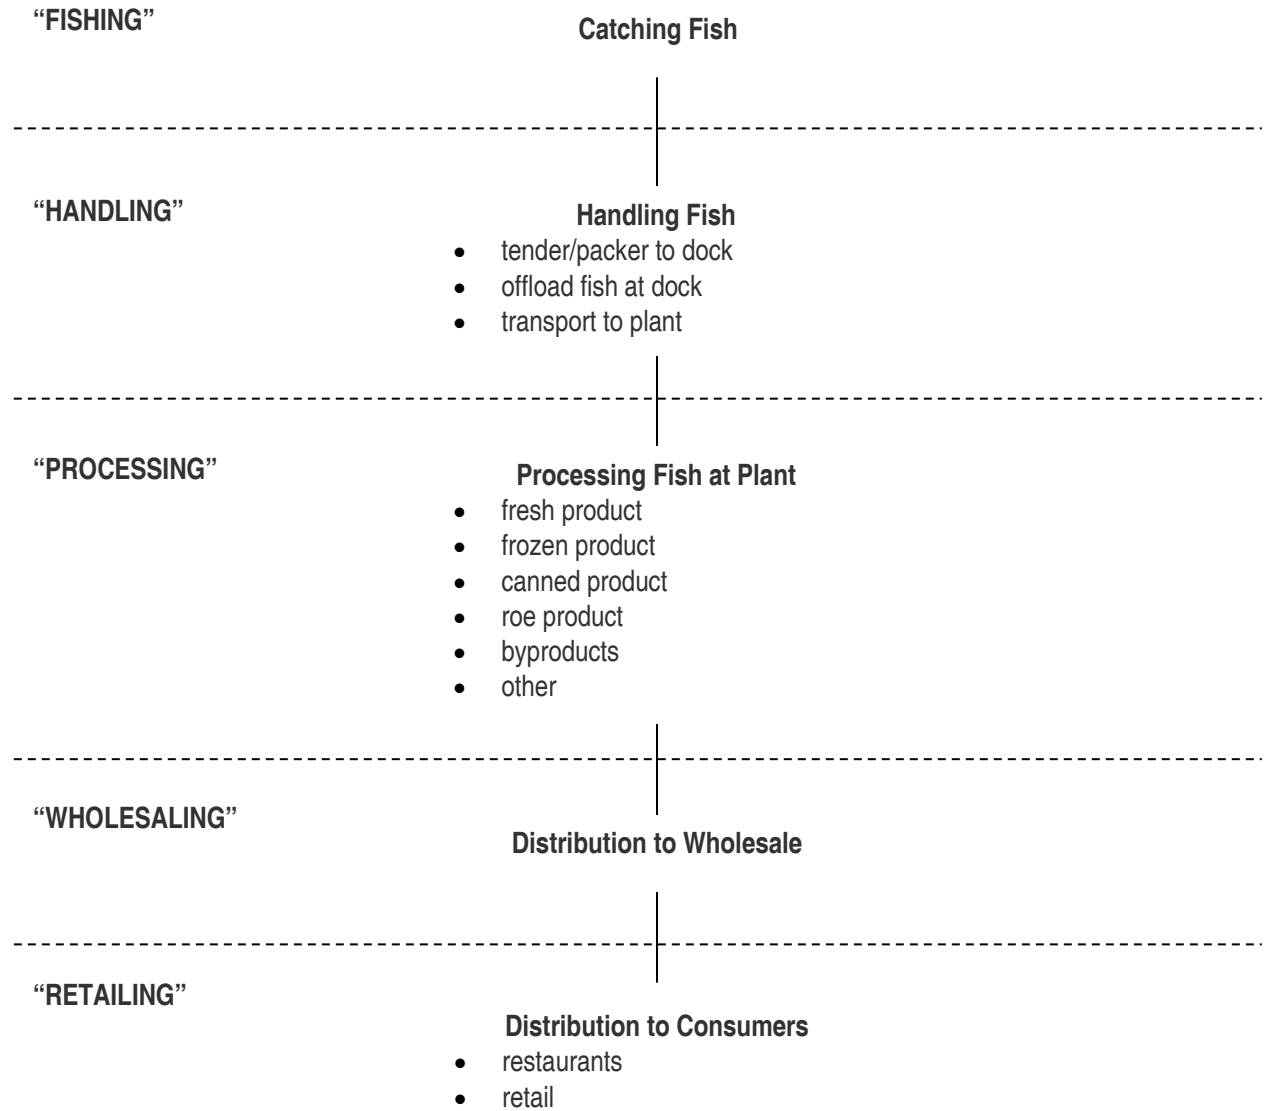 “FISHING”
Catching Fish
“HANDLING”
Handling Fish
• tender/packer to dock
• offload fish at dock
• transport to plant
“PROCESSING”
Processing Fish at Plant
• fresh product
• frozen product
• canned product
• roe product
• byproducts
• other
“WHOLESALING”
Distribution to Wholesale
“RETAILING”
Distribution to Consumers
• restaurants
• retail